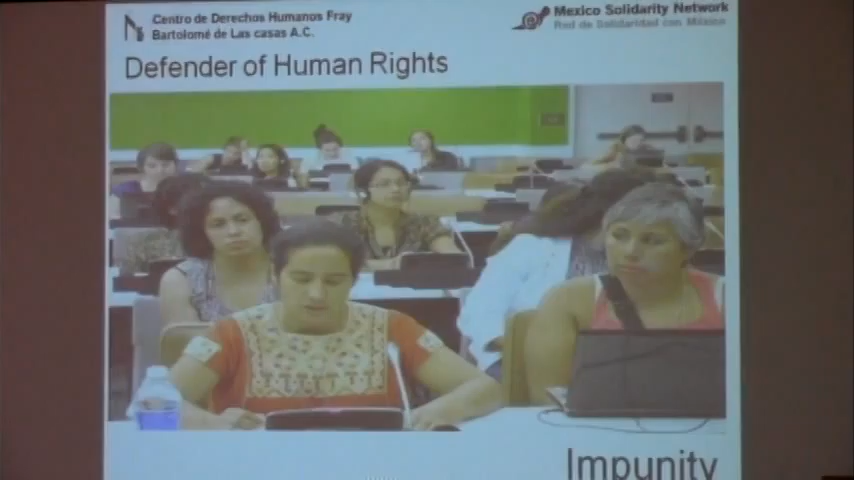 Centro de Derechos Humanos Fray
Bartolomé de Las casas A.C.
Mexico Solidarity Network
Red de Solidaridad con México
Defender of Human Rights
Impunity